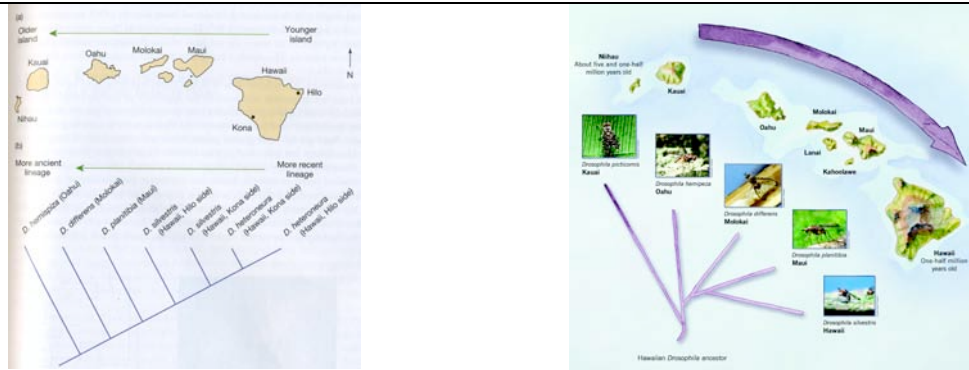 (a)
Older
island
Younger
island
Kauai
Oahu
Molokai
Maui
Hawaii
Hilo
Kona
Nihau
N
(b)
More ancient
lineage
More recent
lineage
D. hemispiza (Oahu)
D. differens (Molokai)
D. planitibia (Maui)
D. silvestris
(Hawaii, Hilo side)
D. silvestris
(Hawaii, Kona side)
D. heteroneura
(Hawaii, Kona side)
D. heteroneura
(Hawaii, Hilo side)
Niihau
About five and one-half
million years old
Kauai
Oahu
Molokai
Maui
Lanai
Kahoolawe
Hawaii
One-half million
years old
Drosophila picticornis
Kauai
Drosophila hemipeza
Oahu
Drosophila differens
Molokai
Drosophila planitibia
Maui
Drosophila silvestris
Hawaii
Hawaiian Drosophila ancestor